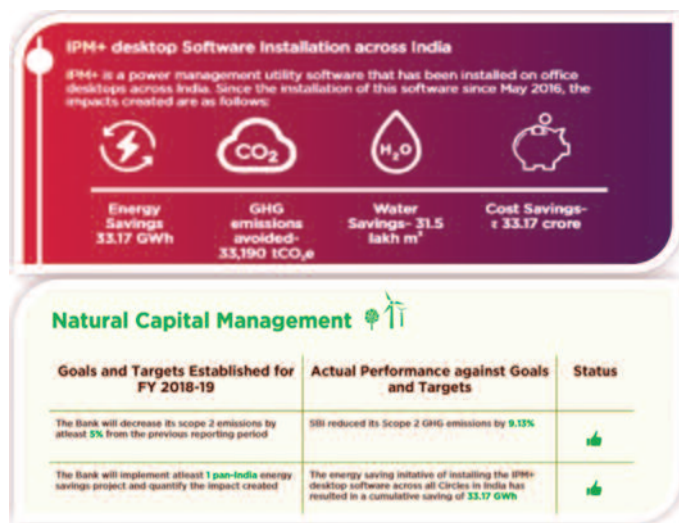 IPM+ desktop Software Installation across India
IPM+ is a power management utility software that has been installed on office
desktops across India. Since the installation of this software since May 2016, the
impacts created are as follows:
CO₂
H₂O
Energy
Savings
33.17 GWh
GHG
emissions
avoided-
33,190 tCO₂e
Water
Savings- 31.5
lakh m³
Cost Savings-
₹ 33.17 crore
Natural Capital Management
Goals and Targets Established for
FY 2018-19
Actual Performance against Goals
and Targets
Status
The Bank will decrease its scope 2 emissions by
atleast 5% from the previous reporting period
SBI reduced its Scope 2 GHG emissions by 9.13%
The Bank will implement atleast 1 pan-India energy
savings project and quantify the impact created
The energy saving initative of installing the IPM+
desktop software across all Circles in India has
resulted in a cumulative saving of 33.17 GWh